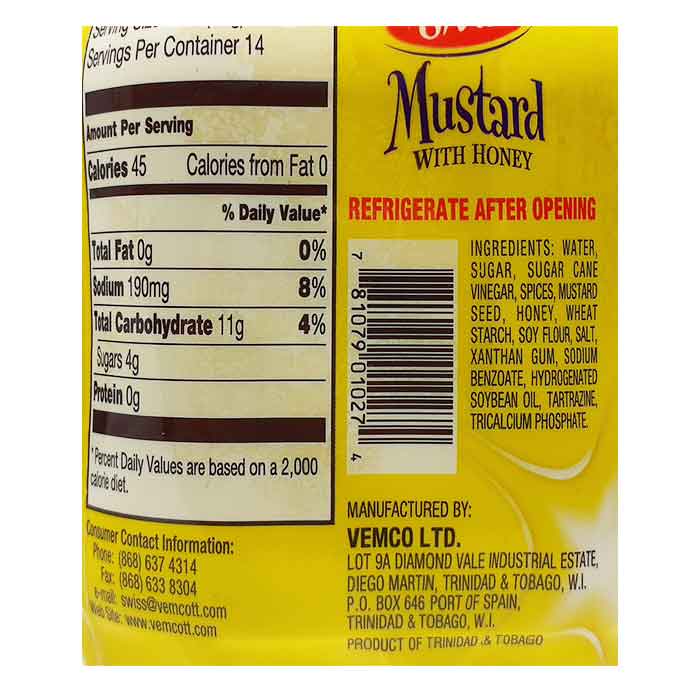 Servings Per Container 14
Amount Per Serving
Calories 45 Calories from Fat 0
% Daily Value*
Total Fat 0g 0%
Sodium 190mg 8%
Total Carbohydrate 11g 4%
Sugars 4g
Protein 0g
* Percent Daily Values are based on a 2,000
calorie diet.
Consumer Contact Information:
Phone: (868) 637 4314
Fax: (868) 633 8304
e-mail: swiss@vemcott.com
Web Site: www.vemcott.com
Mustard
WITH HONEY
REFRIGERATE AFTER OPENING
7 81079 01027 4
INGREDIENTS: WATER,
SUGAR, SUGAR CANE
VINEGAR, SPICES, MUSTARD
SEED, HONEY, WHEAT
STARCH, SOY FLOUR, SALT,
XANTHAN GUM, SODIUM
BENZOATE, HYDROGENATED
SOYBEAN OIL, TARTRAZINE,
TRICALCIUM PHOSPHATE.
MANUFACTURED BY:
VEMCO LTD.
LOT 9A DIAMOND VALE INDUSTRIAL ESTATE,
DIEGO MARTIN, TRINIDAD & TOBAGO, W.I.
P.O. BOX 646 PORT OF SPAIN,
TRINIDAD & TOBAGO, W.I.
PRODUCT OF TRINIDAD & TOBAGO